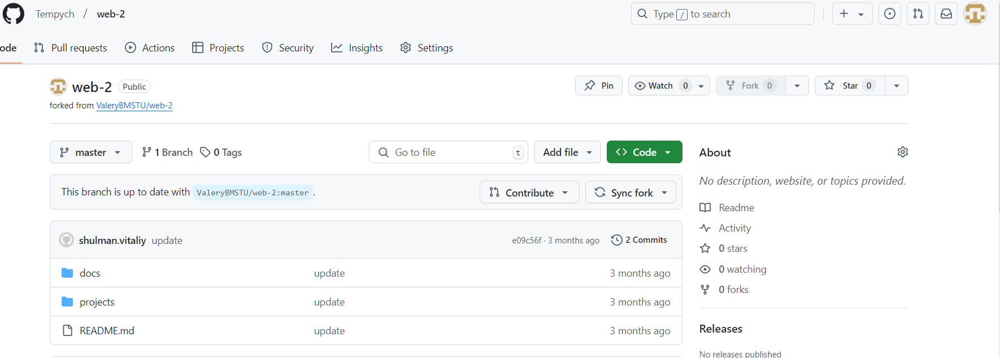 Tempych / web-2
Type / to search
ode
Pull requests
Actions
Projects
Security
Insights
Settings
web-2 Public
forked from ValeryBMSTU/web-2
Pin
Watch 0
Fork 0
Star 0
master
1 Branch
0 Tags
Go to file t
Add file
Code
This branch is up to date with ValeryBMSTU/web-2:master .
Contribute
Sync fork
shulman.vitaliy update
e09c56f · 3 months ago
2 Commits
docs update 3 months ago
projects update 3 months ago
README.md update 3 months ago
About
No description, website, or topics provided.
Readme
Activity
0 stars
0 watching
0 forks
Releases
No releases published